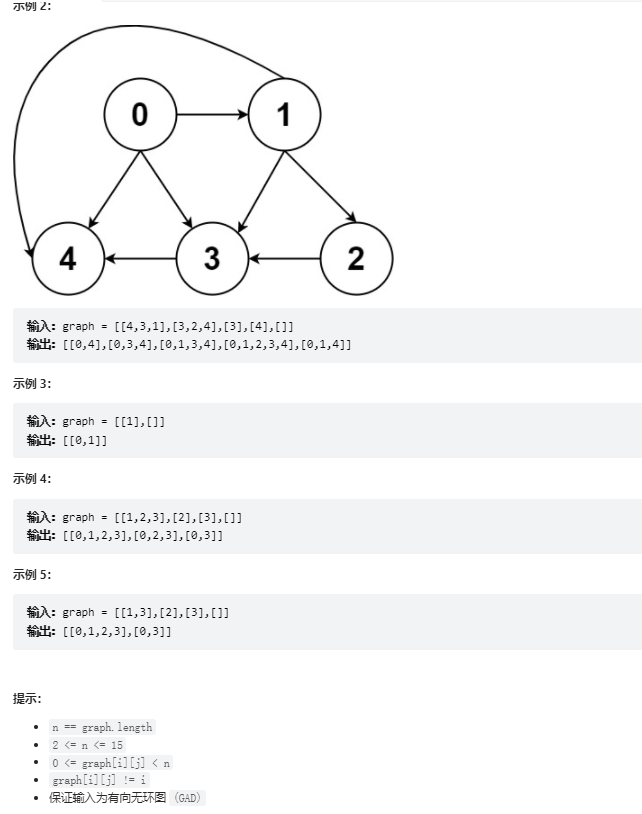 示例 2:
0
1
4
3
2
输入: graph = [[4,3,1],[3,2,4],[3],[4],[]]
输出: [[0,4],[0,3,4],[0,1,3,4],[0,1,2,3,4],[0,1,4]]
示例 3:
输入: graph = [[1],[]]
输出: [[0,1]]
示例 4:
输入: graph = [[1,2,3],[2],[3],[]]
输出: [[0,1,2,3],[0,2,3],[0,3]]
示例 5:
输入: graph = [[1,3],[2],[3],[]]
输出: [[0,1,2,3],[0,3]]
提示:
n == graph.length
2 <= n <= 15
0 <= graph[i][j] < n
graph[i][j] != i
保证输入为有向无环图 (GAD)